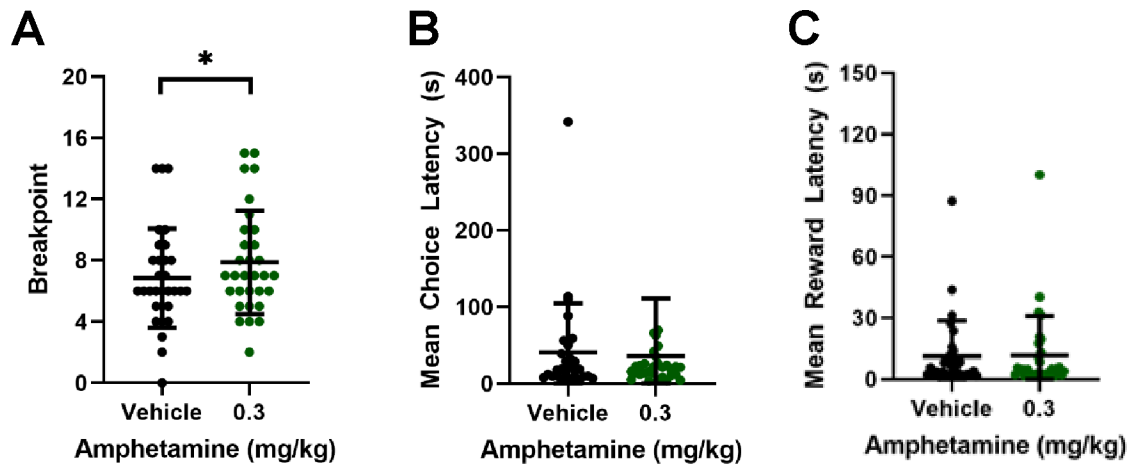 A
*
Breakpoint
20
16
12
8
4
0
Vehicle
0.3
Amphetamine (mg/kg)
B
Mean Choice Latency (s)
400
300
200
100
0
Vehicle
0.3
Amphetamine (mg/kg)
C
Mean Reward Latency (s)
150
120
90
60
30
0
Vehicle
0.3
Amphetamine (mg/kg)